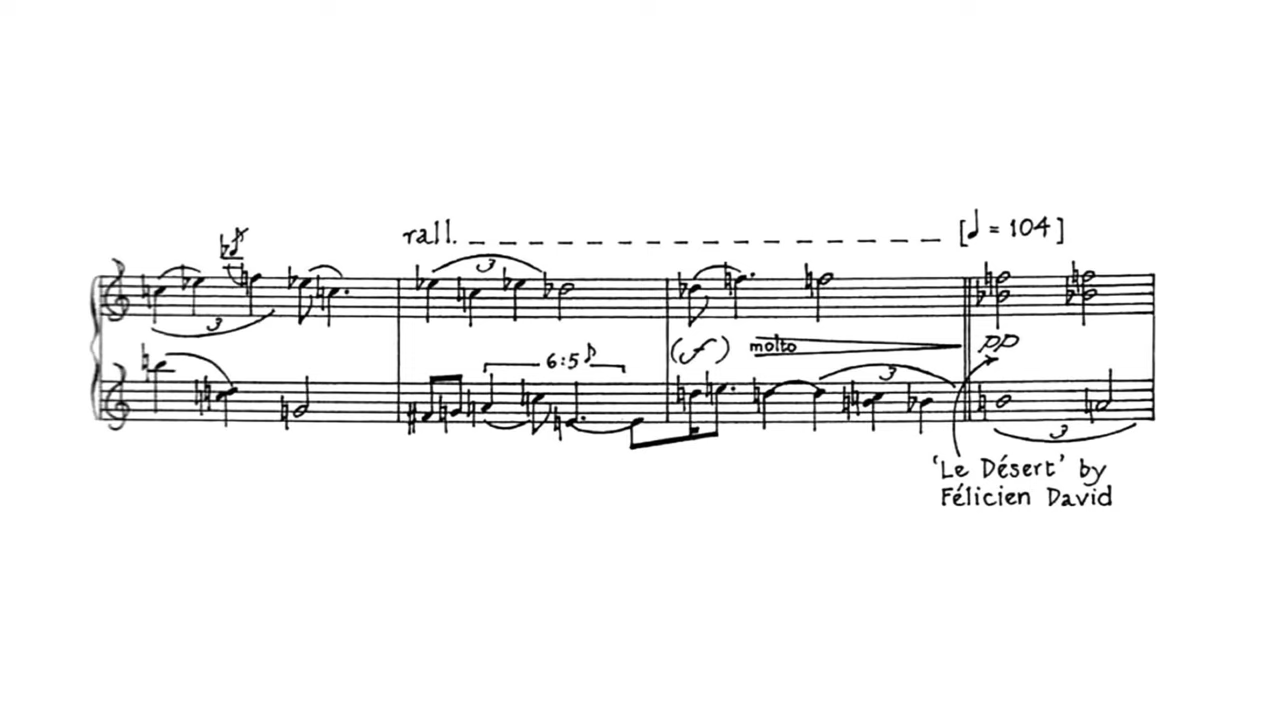 rall.
[♩ = 104]
3
3
6:5♪
(f)
molto
3
pp
3
'Le Désert' by
Félicien David